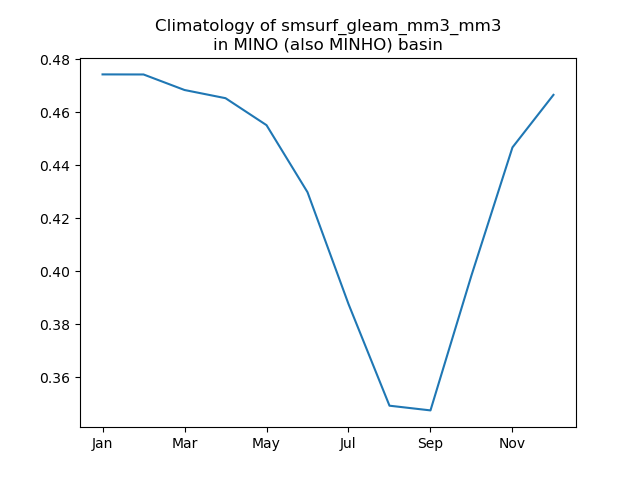 Climatology of smsurf_gleam_mm3_mm3
in MINO (also MINHO) basin
0.48
0.46
0.44
0.42
0.40
0.38
0.36
Jan Mar May Jul Sep Nov